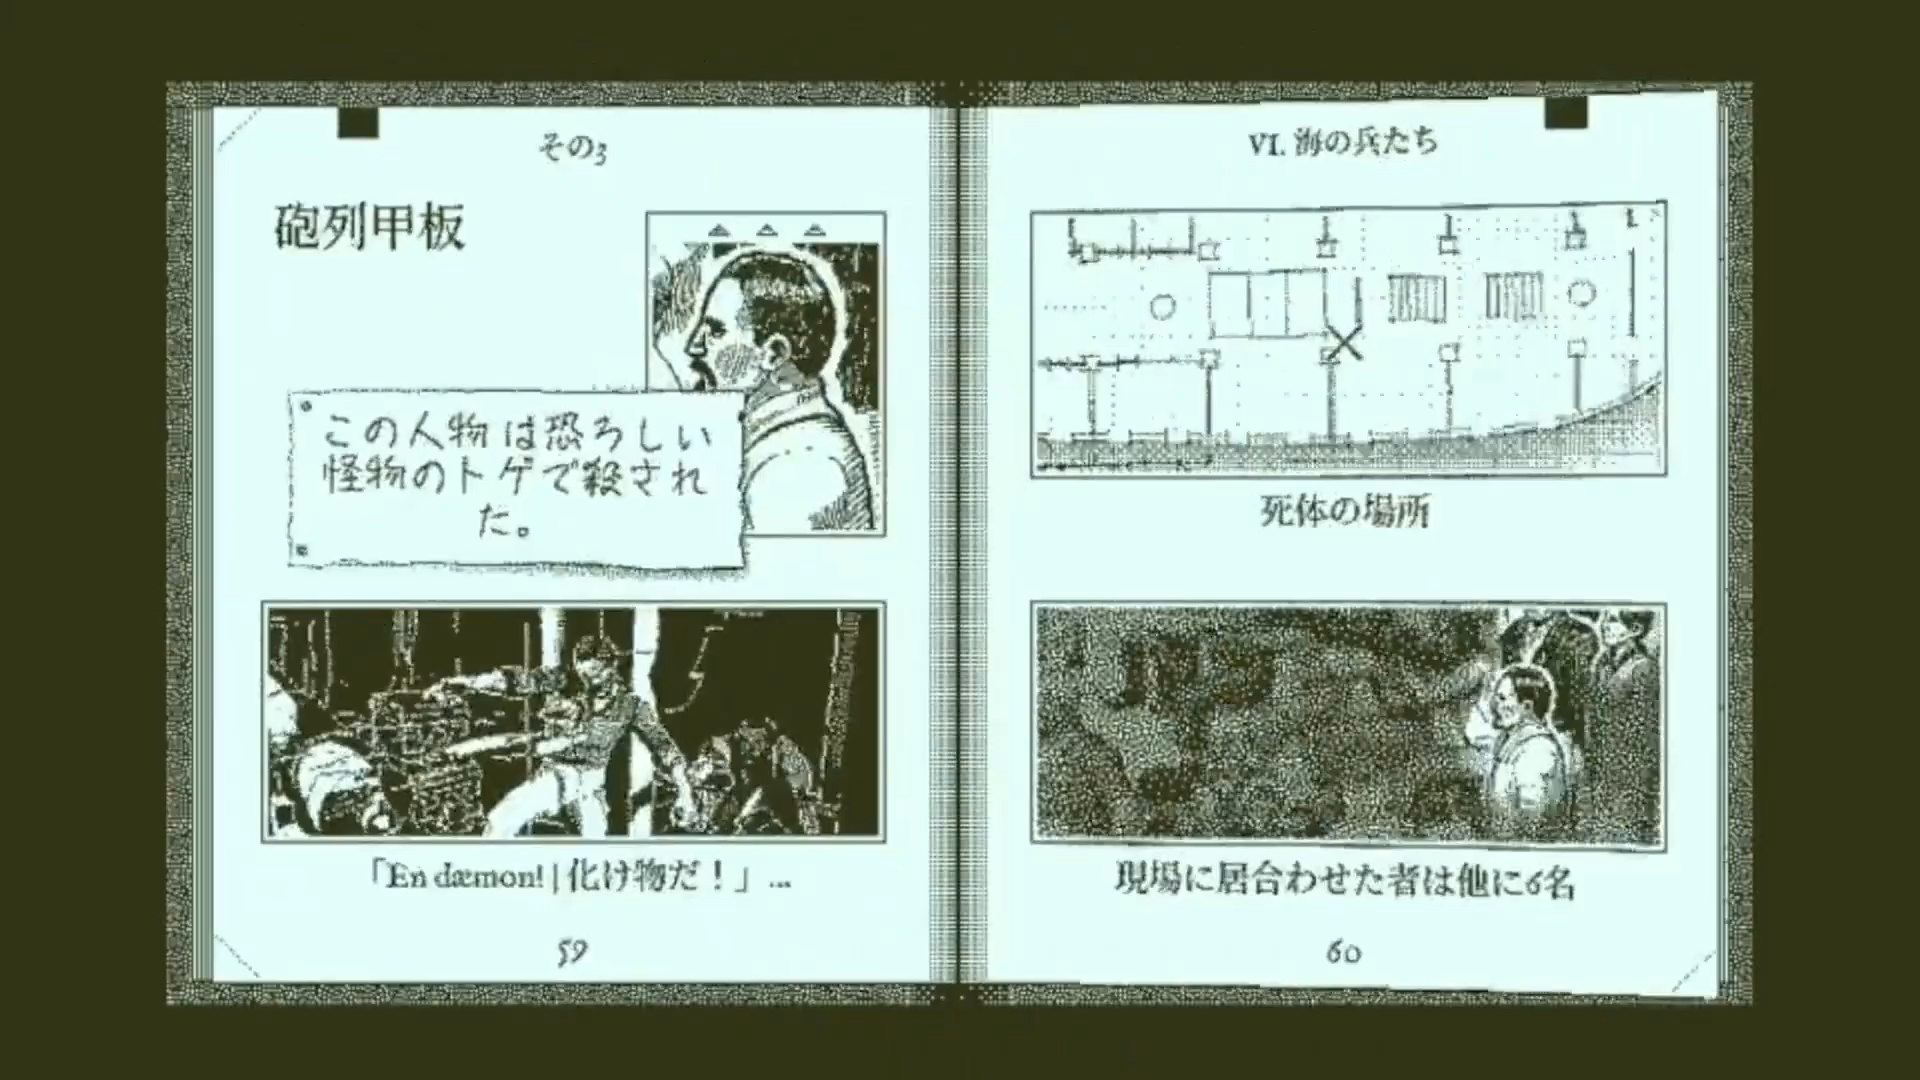 その3
砲列甲板
この人物は恐ろしい
怪物のトゲで殺され
た。
「En dæmon! | 化け物だ！」...
59
VI. 海の兵たち
死体の場所
現場に居合わせた者は他に6名
60